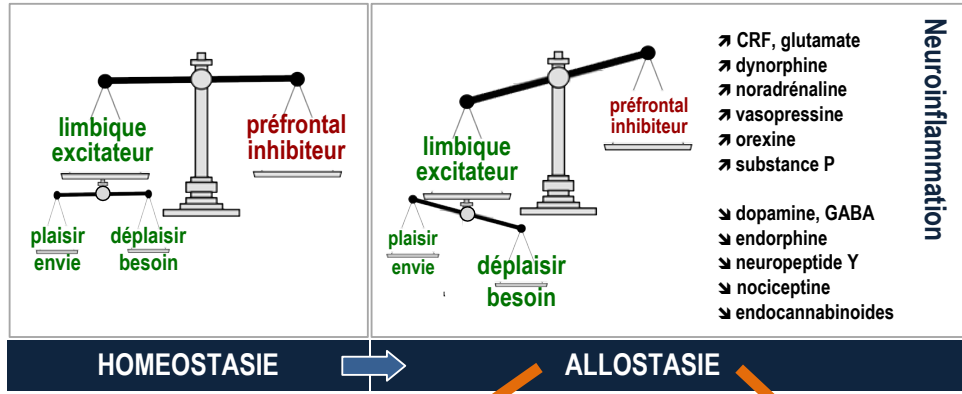 limbique
excitateur
préfrontal
inhibiteur
plaisir
envie
déplaisir
besoin
limbique
excitateur
préfrontal
inhibiteur
plaisir
envie
déplaisir
besoin
↗ CRF, glutamate
↗ dynorphine
↗ noradrénaline
↗ vasopressine
↗ orexine
↗ substance P
↘ dopamine, GABA
↘ endorphine
↘ neuropeptide Y
↘ nociceptine
↘ endocannabinoides
Neuroinflammation
HOMEOSTASIE
ALLOSTASIE